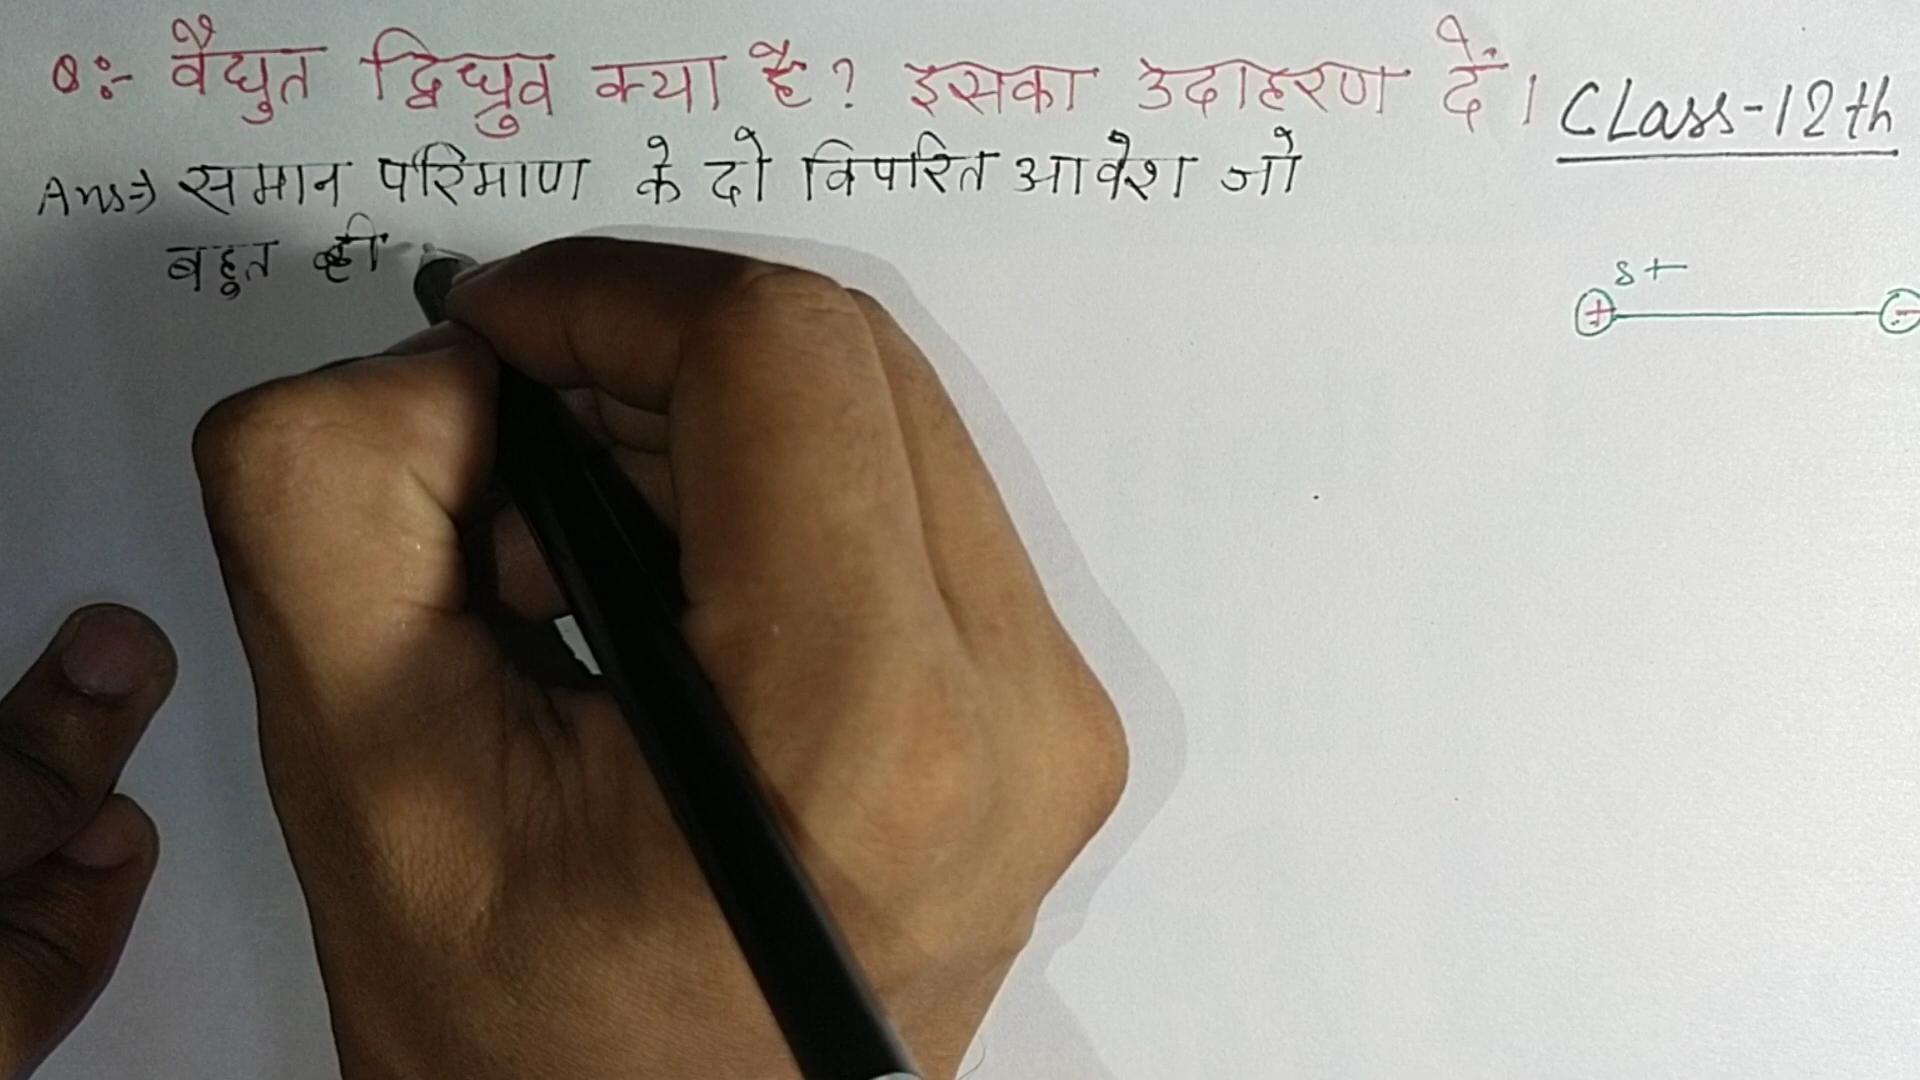 Q:- वैद्युत द्विध्रुव क्या है? इसका उदाहरण दें।
CLass-12th
Ans⇒ समान परिमाण के दो विपरित आवेश जो
बहुत ही
δ+
+ -